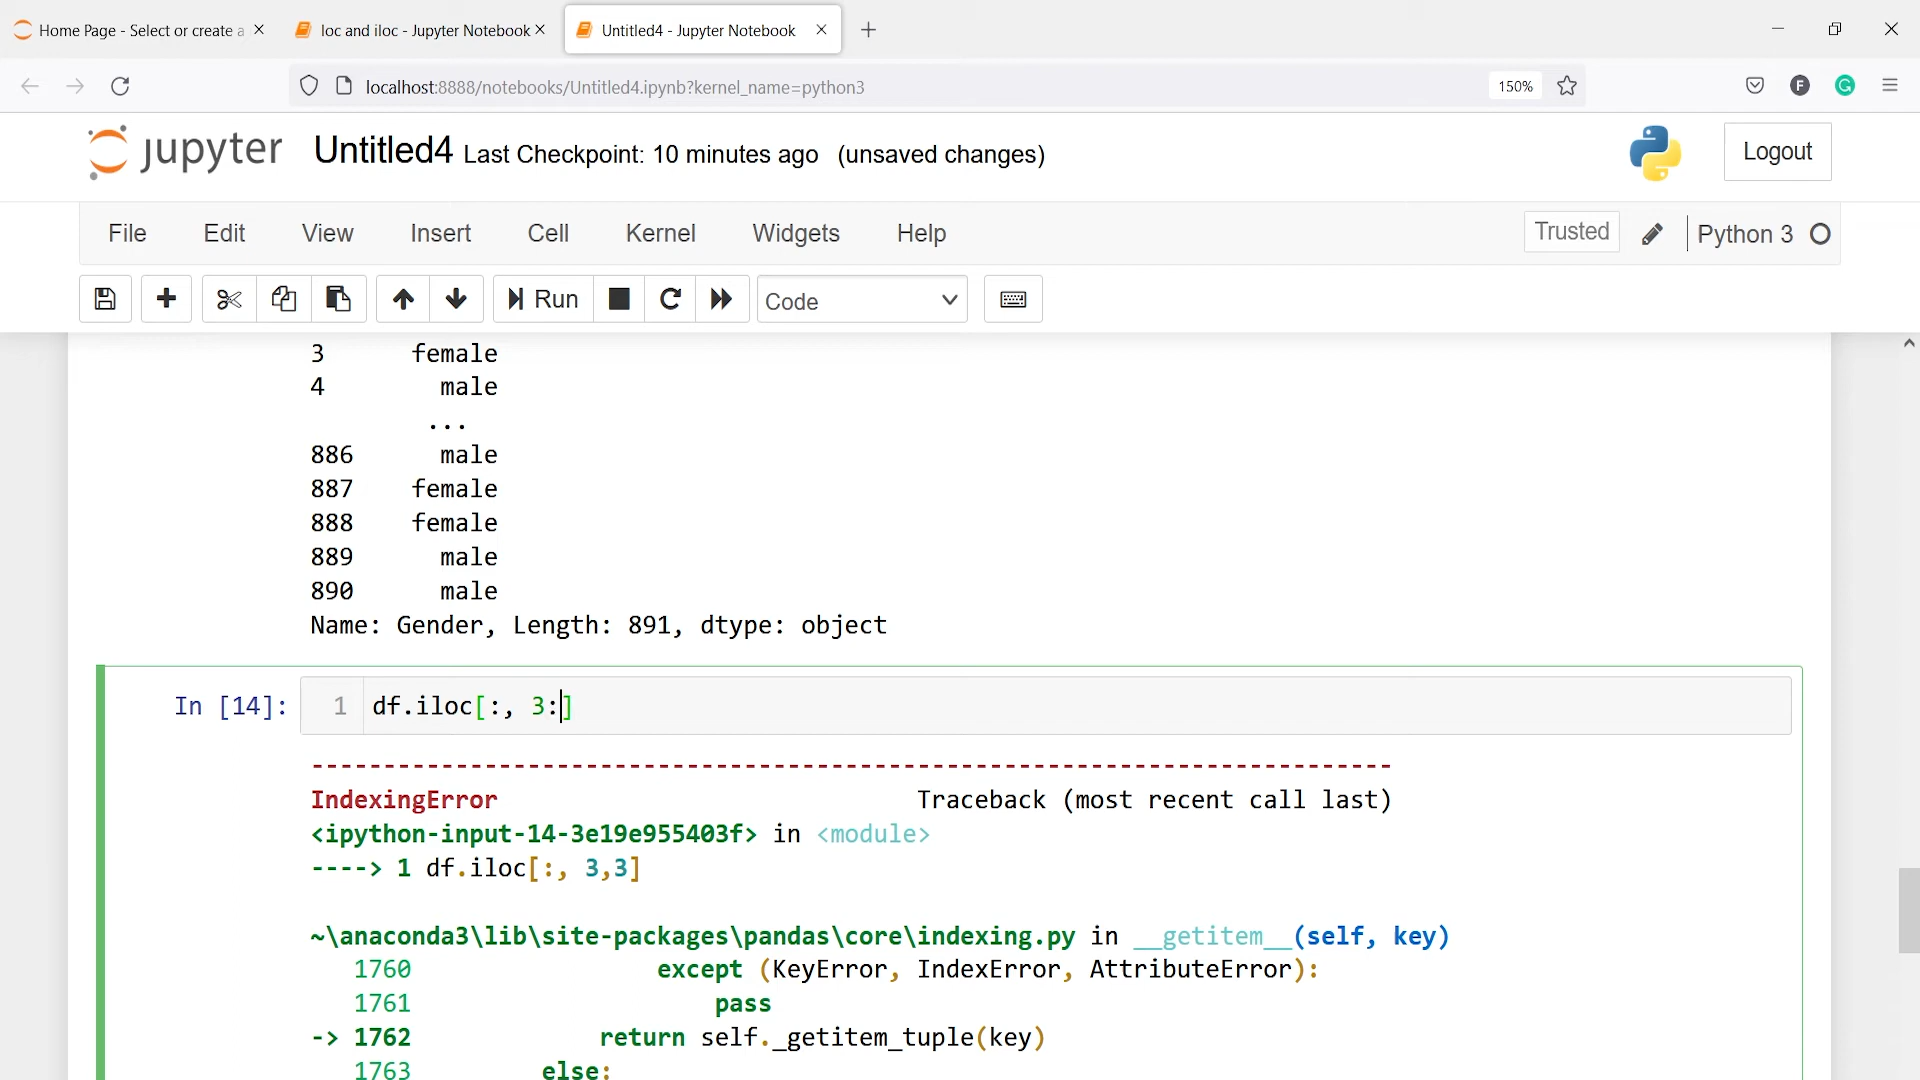 Home Page - Select or create a
loc and iloc - Jupyter Notebook
Untitled4 - Jupyter Notebook
localhost:8888/notebooks/Untitled4.ipynb?kernel_name=python3
150%
F
G
jupyter Untitled4 Last Checkpoint: 10 minutes ago (unsaved changes)
Logout
File Edit View Insert Cell Kernel Widgets Help
Trusted
Python 3
Run
Code
3 female
4 male
...
886 male
887 female
888 female
889 male
890 male
Name: Gender, Length: 891, dtype: object
In [14]: 1 df.iloc[:, 3:]
---------------------------------------------------------------------------
IndexingError Traceback (most recent call last)
<ipython-input-14-3e19e955403f> in <module>
----> 1 df.iloc[:, 3,3]
~\anaconda3\lib\site-packages\pandas\core\indexing.py in __getitem__(self, key)
1760 except (KeyError, IndexError, AttributeError):
1761 pass
-> 1762 return self._getitem_tuple(key)
1763 else: